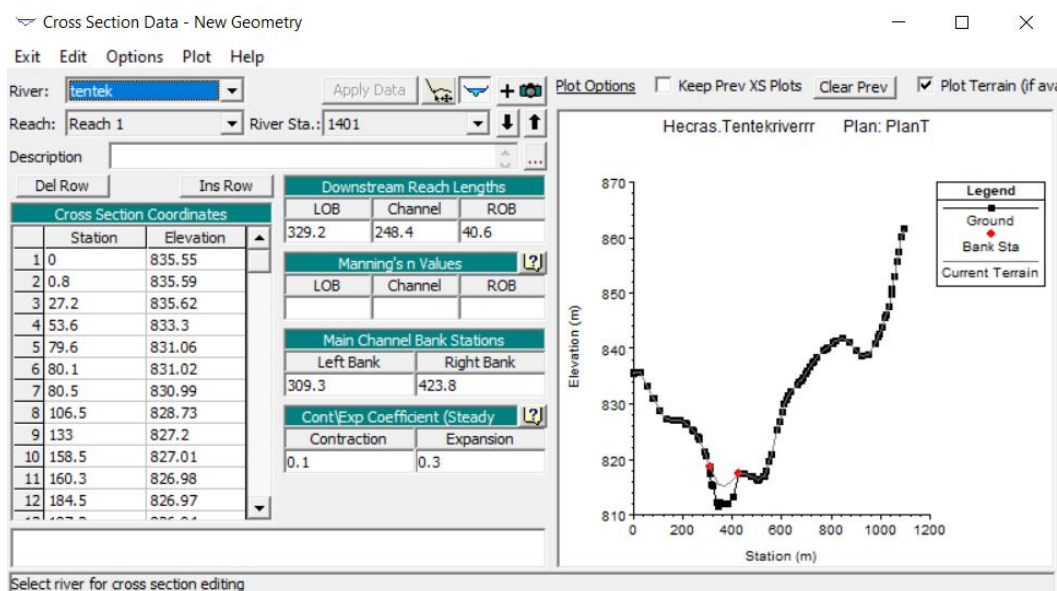 Cross Section Data - New Geometry
Exit Edit Options Plot Help
River: tentek Apply Data
Reach: Reach 1 River Sta.: 1401
Description ...
Del Row Ins Row
Cross Section Coordinates
Station Elevation
1 0 835.55
2 0.8 835.59
3 27.2 835.62
4 53.6 833.3
5 79.6 831.06
6 80.1 831.02
7 80.5 830.99
8 106.5 828.73
9 133 827.2
10 158.5 827.01
11 160.3 826.98
12 184.5 826.97
Downstream Reach Lengths
LOB Channel ROB
329.2 248.4 40.6
Manning's n Values
LOB Channel ROB
Main Channel Bank Stations
Left Bank Right Bank
309.3 423.8
Cont\Exp Coefficient (Steady
Contraction Expansion
0.1 0.3
Plot Options Keep Prev XS Plots Clear Prev Plot Terrain (if ava
Hecras.Tentekriverrr Plan: PlanT
870
860
850
840
830
820
810
Elevation (m)
0 200 400 600 800 1000 1200
Station (m)
Legend
Ground
Bank Sta
Current Terrain
Select river for cross section editing